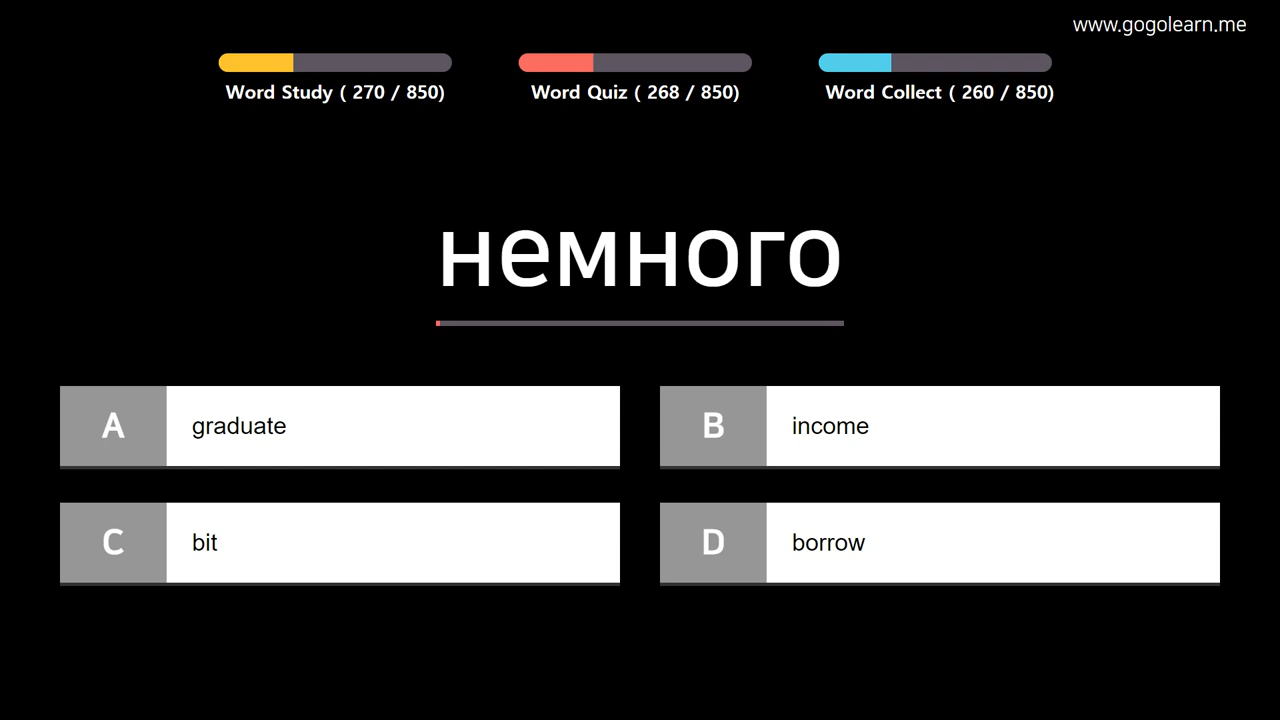 www.gogolearn.me
Word Study ( 270 / 850)
Word Quiz ( 268 / 850)
Word Collect ( 260 / 850)
немного
A graduate
B income
C bit
D borrow